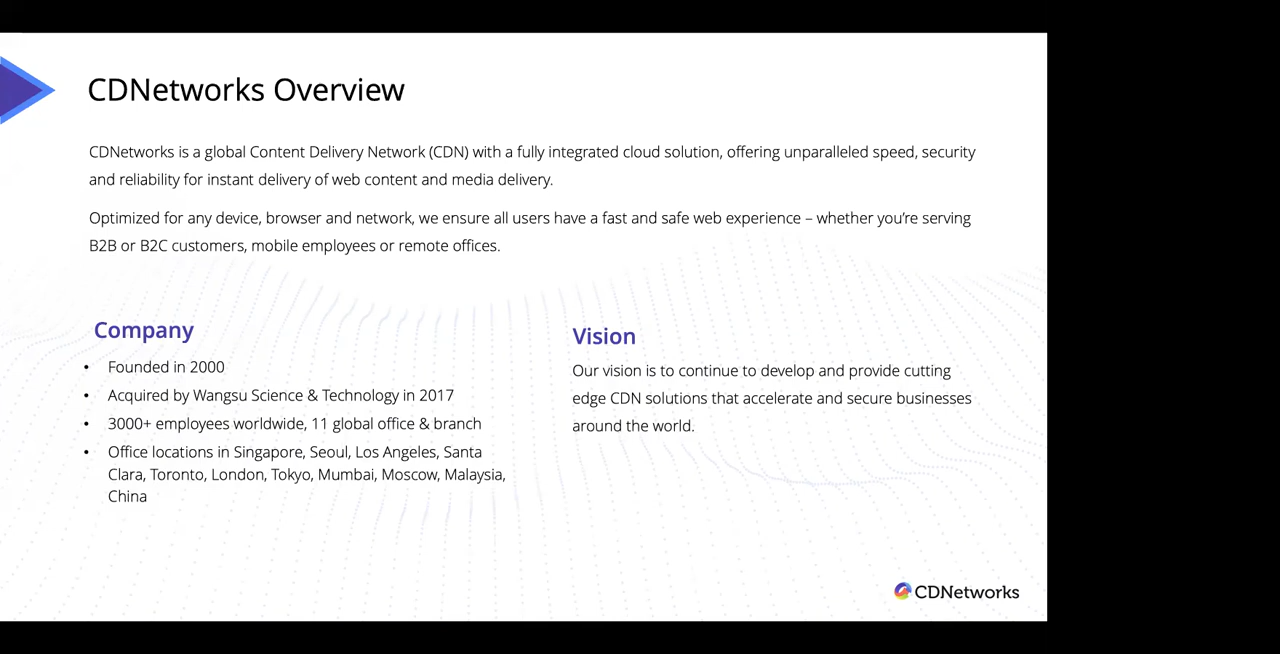 CDNetworks Overview
CDNetworks is a global Content Delivery Network (CDN) with a fully integrated cloud solution, offering unparalleled speed, security
and reliability for instant delivery of web content and media delivery.
Optimized for any device, browser and network, we ensure all users have a fast and safe web experience – whether you’re serving
B2B or B2C customers, mobile employees or remote offices.
Company
• Founded in 2000
• Acquired by Wangsu Science & Technology in 2017
• 3000+ employees worldwide, 11 global office & branch
• Office locations in Singapore, Seoul, Los Angeles, Santa
Clara, Toronto, London, Tokyo, Mumbai, Moscow, Malaysia,
China
Vision
Our vision is to continue to develop and provide cutting
edge CDN solutions that accelerate and secure businesses
around the world.
CDNetworks